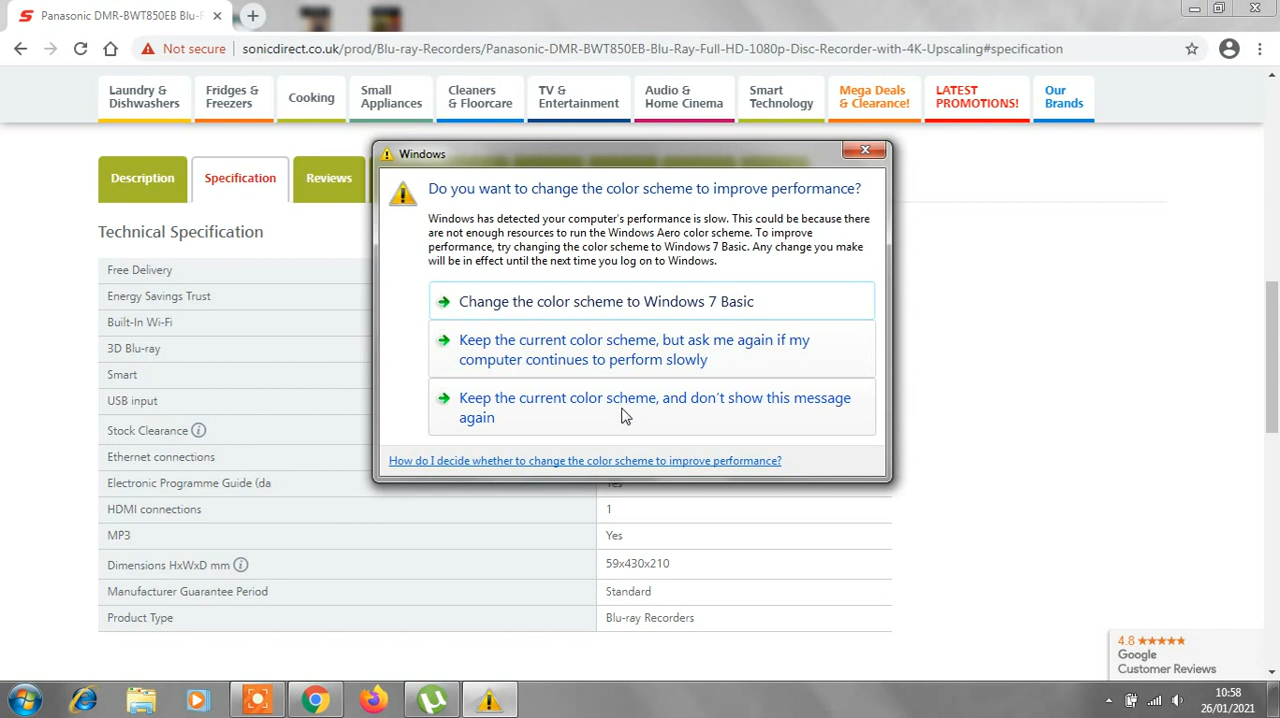 Panasonic DMR-BWT850EB Blu-R
Not secure
sonicdirect.co.uk/prod/Blu-ray-Recorders/Panasonic-DMR-BWT850EB-Blu-Ray-Full-HD-1080p-Disc-Recorder-with-4K-Upscaling#specification
Laundry &
Dishwashers
Fridges &
Freezers
Cooking
Small
Appliances
Cleaners
& Floorcare
TV &
Entertainment
Audio &
Home Cinema
Smart
Technology
Mega Deals
& Clearance!
LATEST
PROMOTIONS!
Our
Brands
Description
Specification
Reviews
Technical Specification
Free Delivery
Energy Savings Trust
Built-In Wi-Fi
3D Blu-ray
Smart
USB input
Stock Clearance
Ethernet connections
Electronic Programme Guide (da
Yes
HDMI connections
1
MP3
Yes
Dimensions HxWxD mm
59x430x210
Manufacturer Guarantee Period
Standard
Product Type
Blu-ray Recorders
Windows
Do you want to change the color scheme to improve performance?
Windows has detected your computer's performance is slow. This could be because there
are not enough resources to run the Windows Aero color scheme. To improve
performance, try changing the color scheme to Windows 7 Basic. Any change you make
will be in effect until the next time you log on to Windows.
Change the color scheme to Windows 7 Basic
Keep the current color scheme, but ask me again if my
computer continues to perform slowly
Keep the current color scheme, and don't show this message
again
How do I decide whether to change the color scheme to improve performance?
4.8
Google
Customer Reviews
10:58
26/01/2021